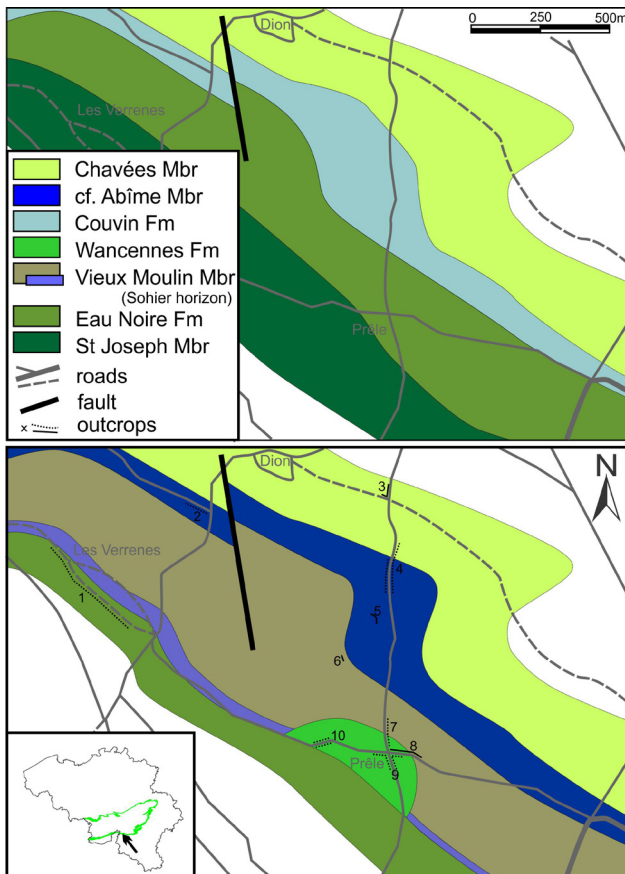 Dion
0 250 500m
Les Verrenes
Chavées Mbr
cf. Abîme Mbr
Couvin Fm
Wancennes Fm
Vieux Moulin Mbr
(Sohier horizon)
Eau Noire Fm
St Joseph Mbr
roads
fault
x outcrops
Prêle
Dion
N
3
2
Les Verrenes
4
1
5
6
7
10
8
Prêle
9